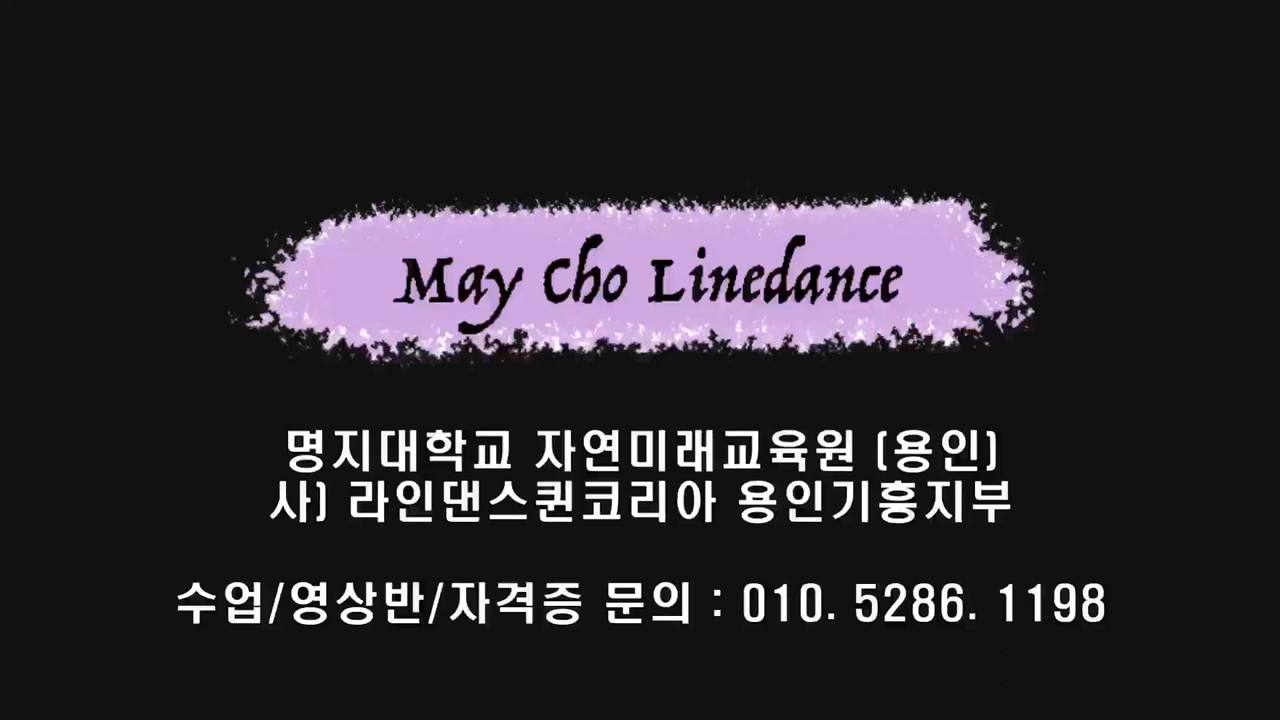 May Cho Linedance
명지대학교 자연미래교육원 (용인)
사) 라인댄스퀸코리아 용인기흥지부
수업/영상반/자격증 문의 : 010. 5286. 1198